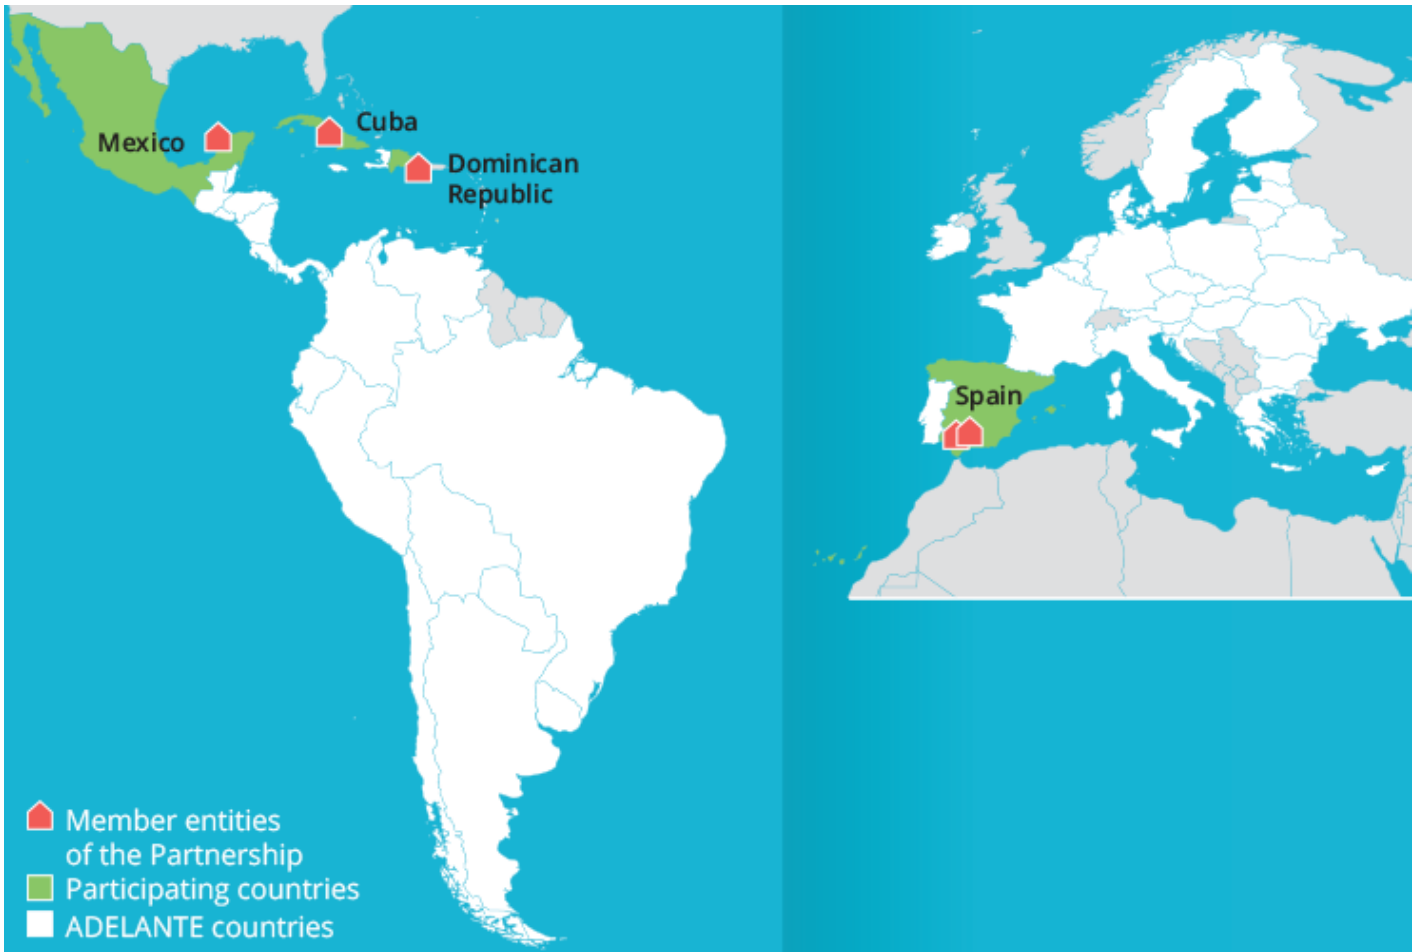 Mexico
Cuba
Dominican
Republic
Spain
Member entities
of the Partnership
Participating countries
ADELANTE countries